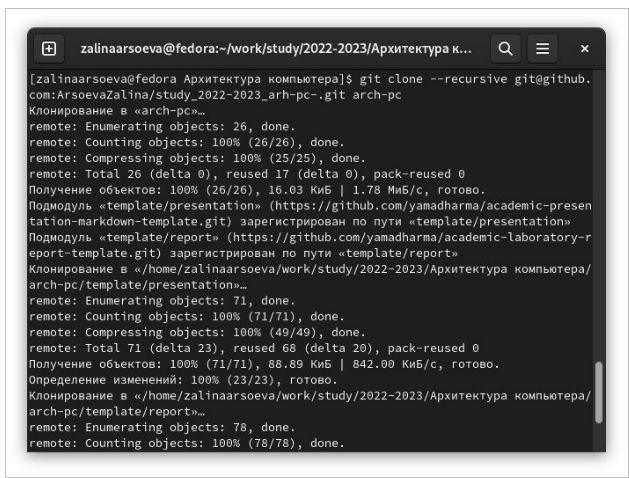 zalinaarsoeva@fedora:~/work/study/2022-2023/Архитектура к...
[zalinaarsoeva@fedora Архитектура компьютера]$ git clone --recursive git@github.
com:ArsoevaZalina/study_2022-2023_arh-pc-.git arch-pc
Клонирование в «arch-pc»…
remote: Enumerating objects: 26, done.
remote: Counting objects: 100% (26/26), done.
remote: Compressing objects: 100% (25/25), done.
remote: Total 26 (delta 0), reused 17 (delta 0), pack-reused 0
Получение объектов: 100% (26/26), 16.03 КиБ | 1.78 МиБ/с, готово.
Подмодуль «template/presentation» (https://github.com/yamadharma/academic-presen
tation-markdown-template.git) зарегистрирован по пути «template/presentation»
Подмодуль «template/report» (https://github.com/yamadharma/academic-laboratory-r
eport-template.git) зарегистрирован по пути «template/report»
Клонирование в «/home/zalinaarsoeva/work/study/2022-2023/Архитектура компьютера/
arch-pc/template/presentation»…
remote: Enumerating objects: 71, done.
remote: Counting objects: 100% (71/71), done.
remote: Compressing objects: 100% (49/49), done.
remote: Total 71 (delta 23), reused 68 (delta 20), pack-reused 0
Получение объектов: 100% (71/71), 88.89 КиБ | 842.00 КиБ/с, готово.
Определение изменений: 100% (23/23), готово.
Клонирование в «/home/zalinaarsoeva/work/study/2022-2023/Архитектура компьютера/
arch-pc/template/report»…
remote: Enumerating objects: 78, done.
remote: Counting objects: 100% (78/78), done.